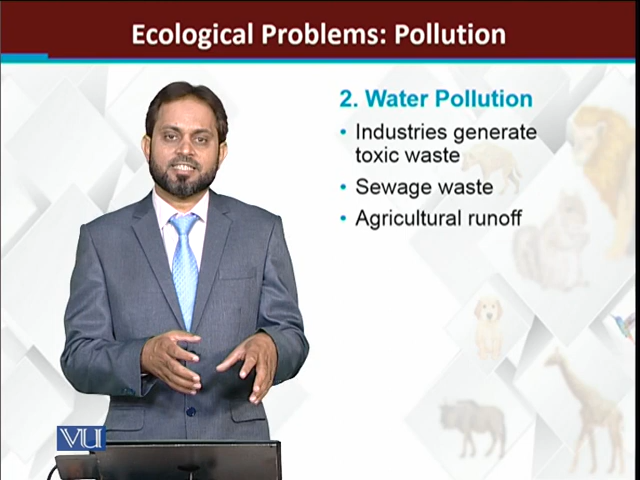 Ecological Problems: Pollution
2. Water Pollution
• Industries generate
toxic waste
• Sewage waste
• Agricultural runoff
VU